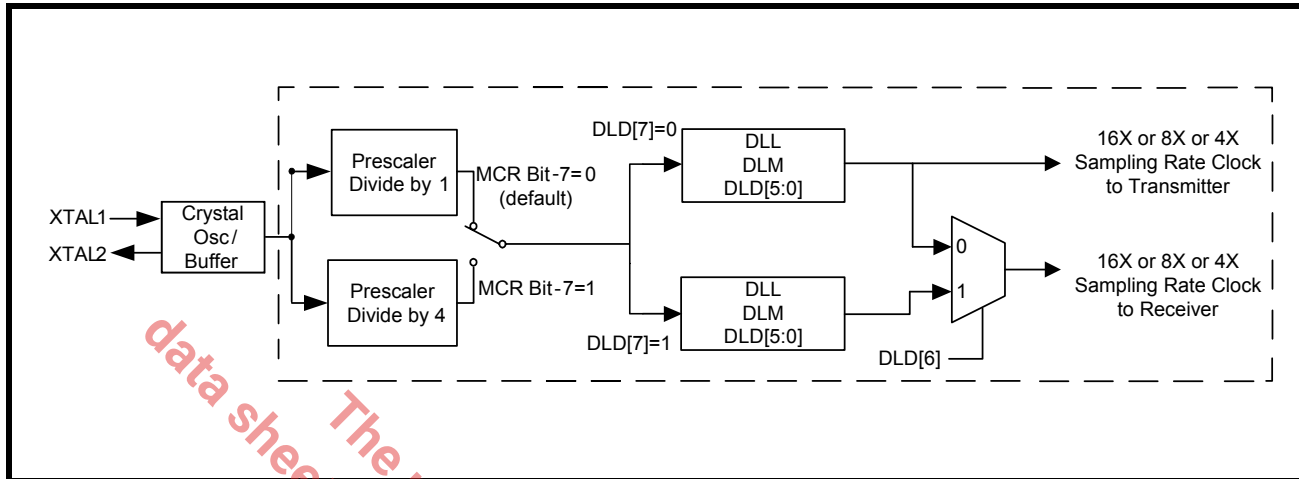 XTAL1
XTAL2
Crystal
Osc/
Buffer
Prescaler
Divide by 1
Prescaler
Divide by 4
MCR Bit-7=0
(default)
MCR Bit-7=1
DLD[7]=0
DLL
DLM
DLD[5:0]
DLD[7]=1
DLL
DLM
DLD[5:0]
0
1
DLD[6]
16X or 8X or 4X
Sampling Rate Clock
to Transmitter
16X or 8X or 4X
Sampling Rate Clock
to Receiver
The
data shee